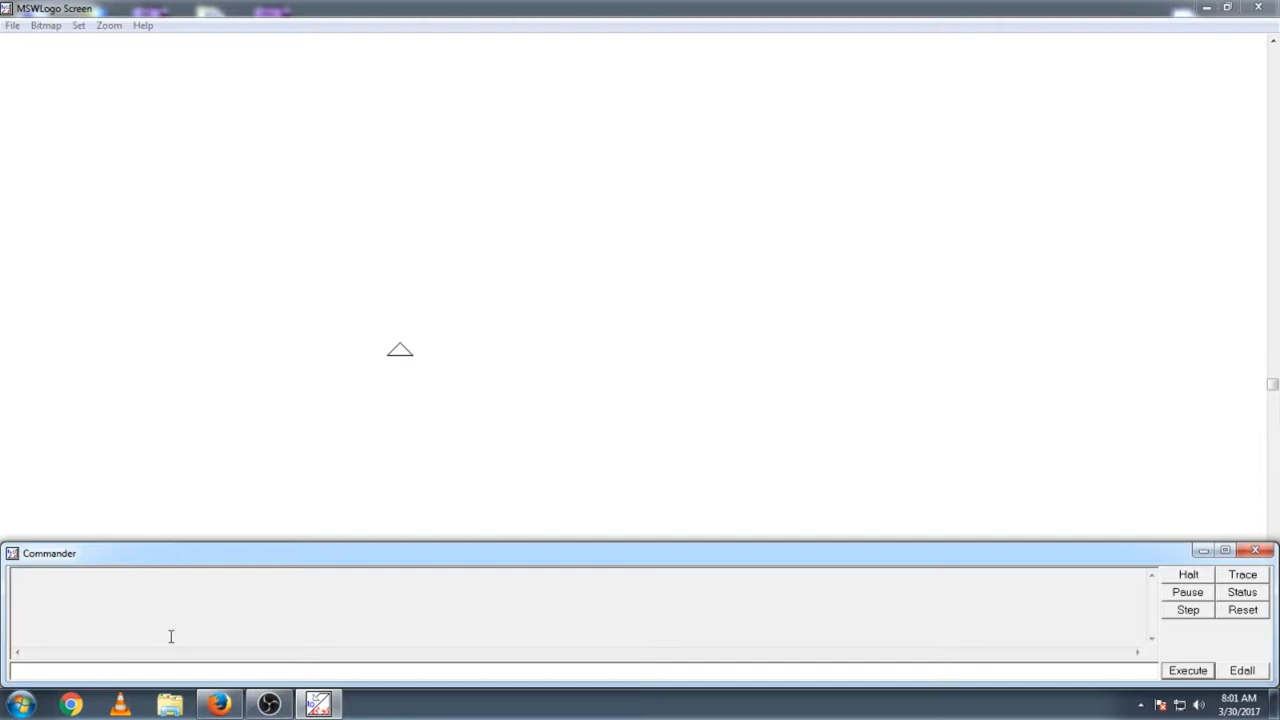 MSWLogo Screen
File Bitmap Set Zoom Help
Commander
Halt Trace
Pause Status
Step Reset
Execute Edall
8:01 AM
3/30/2017